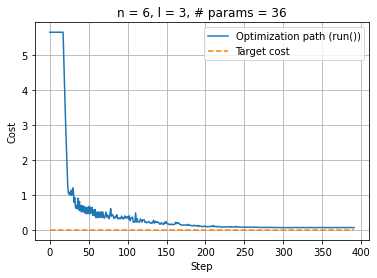 n = 6, l = 3, # params = 36
Optimization path (run())
Target cost
Cost
5
4
3
2
1
0
0 50 100 150 200 250 300 350 400
Step